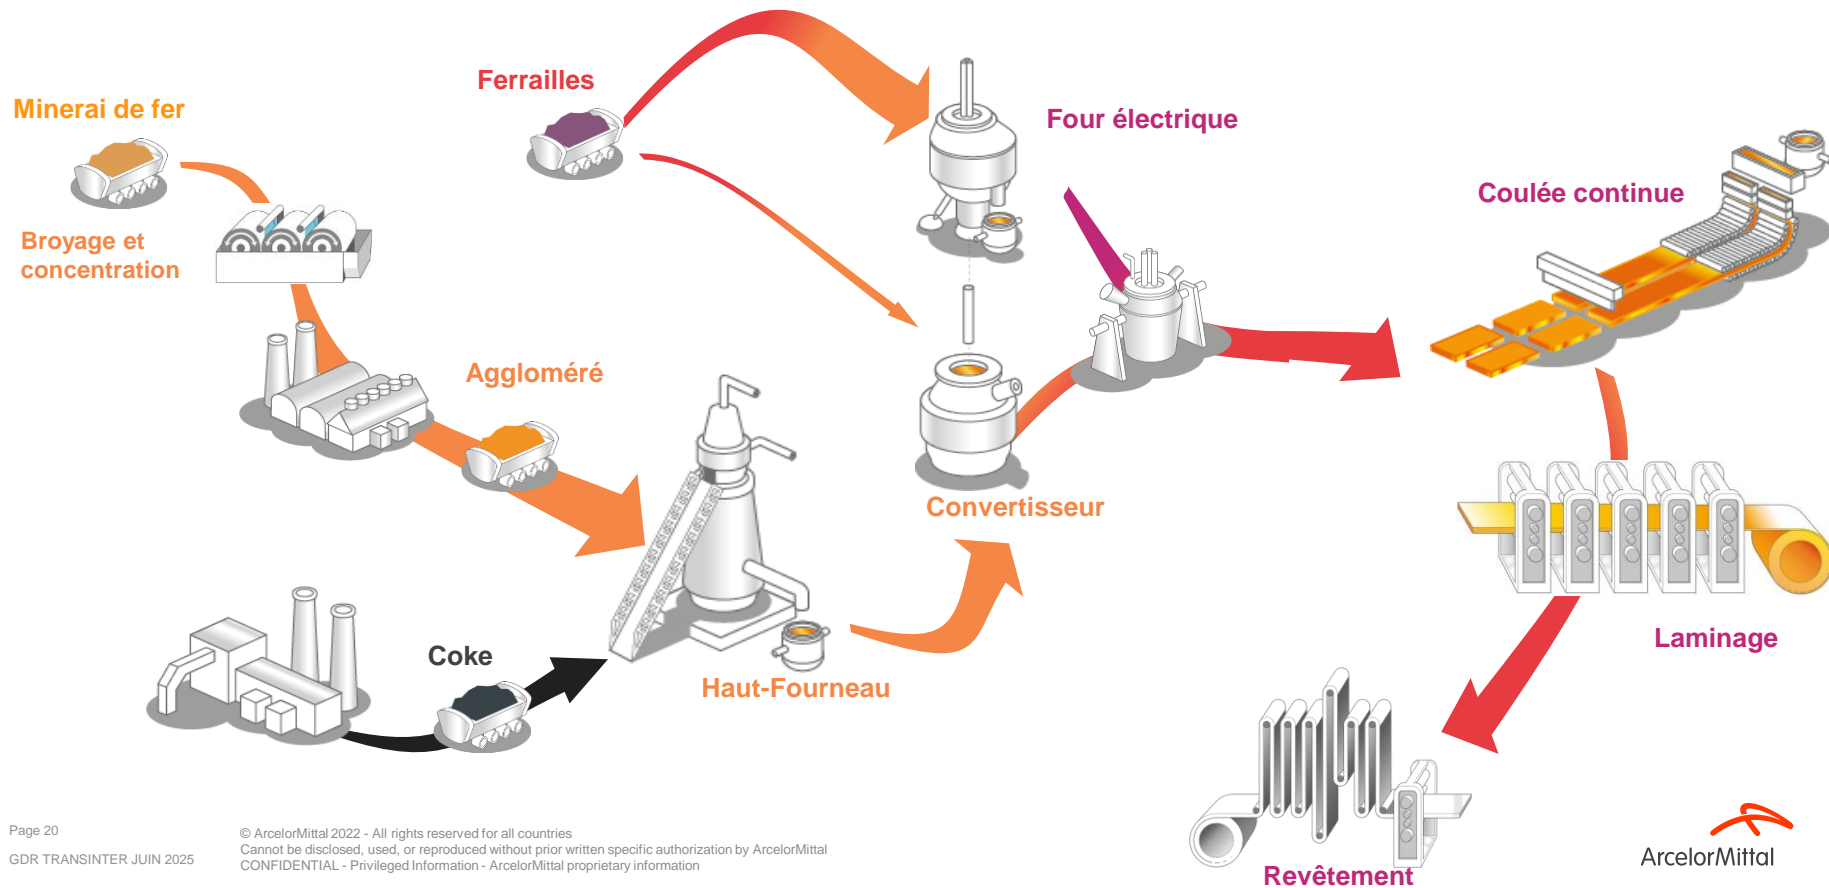 Ferrailles
Minerai de fer
Four électrique
Coulée continue
Broyage et
concentration
Aggloméré
Convertisseur
Coke
Haut-Fourneau
Laminage
Revêtement
Page 20
GDR TRANSINTER JUIN 2025
© ArcelorMittal 2022 - All rights reserved for all countries
Cannot be disclosed, used, or reproduced without prior written specific authorization by ArcelorMittal
CONFIDENTIAL - Privileged Information - ArcelorMittal proprietary information
ArcelorMittal